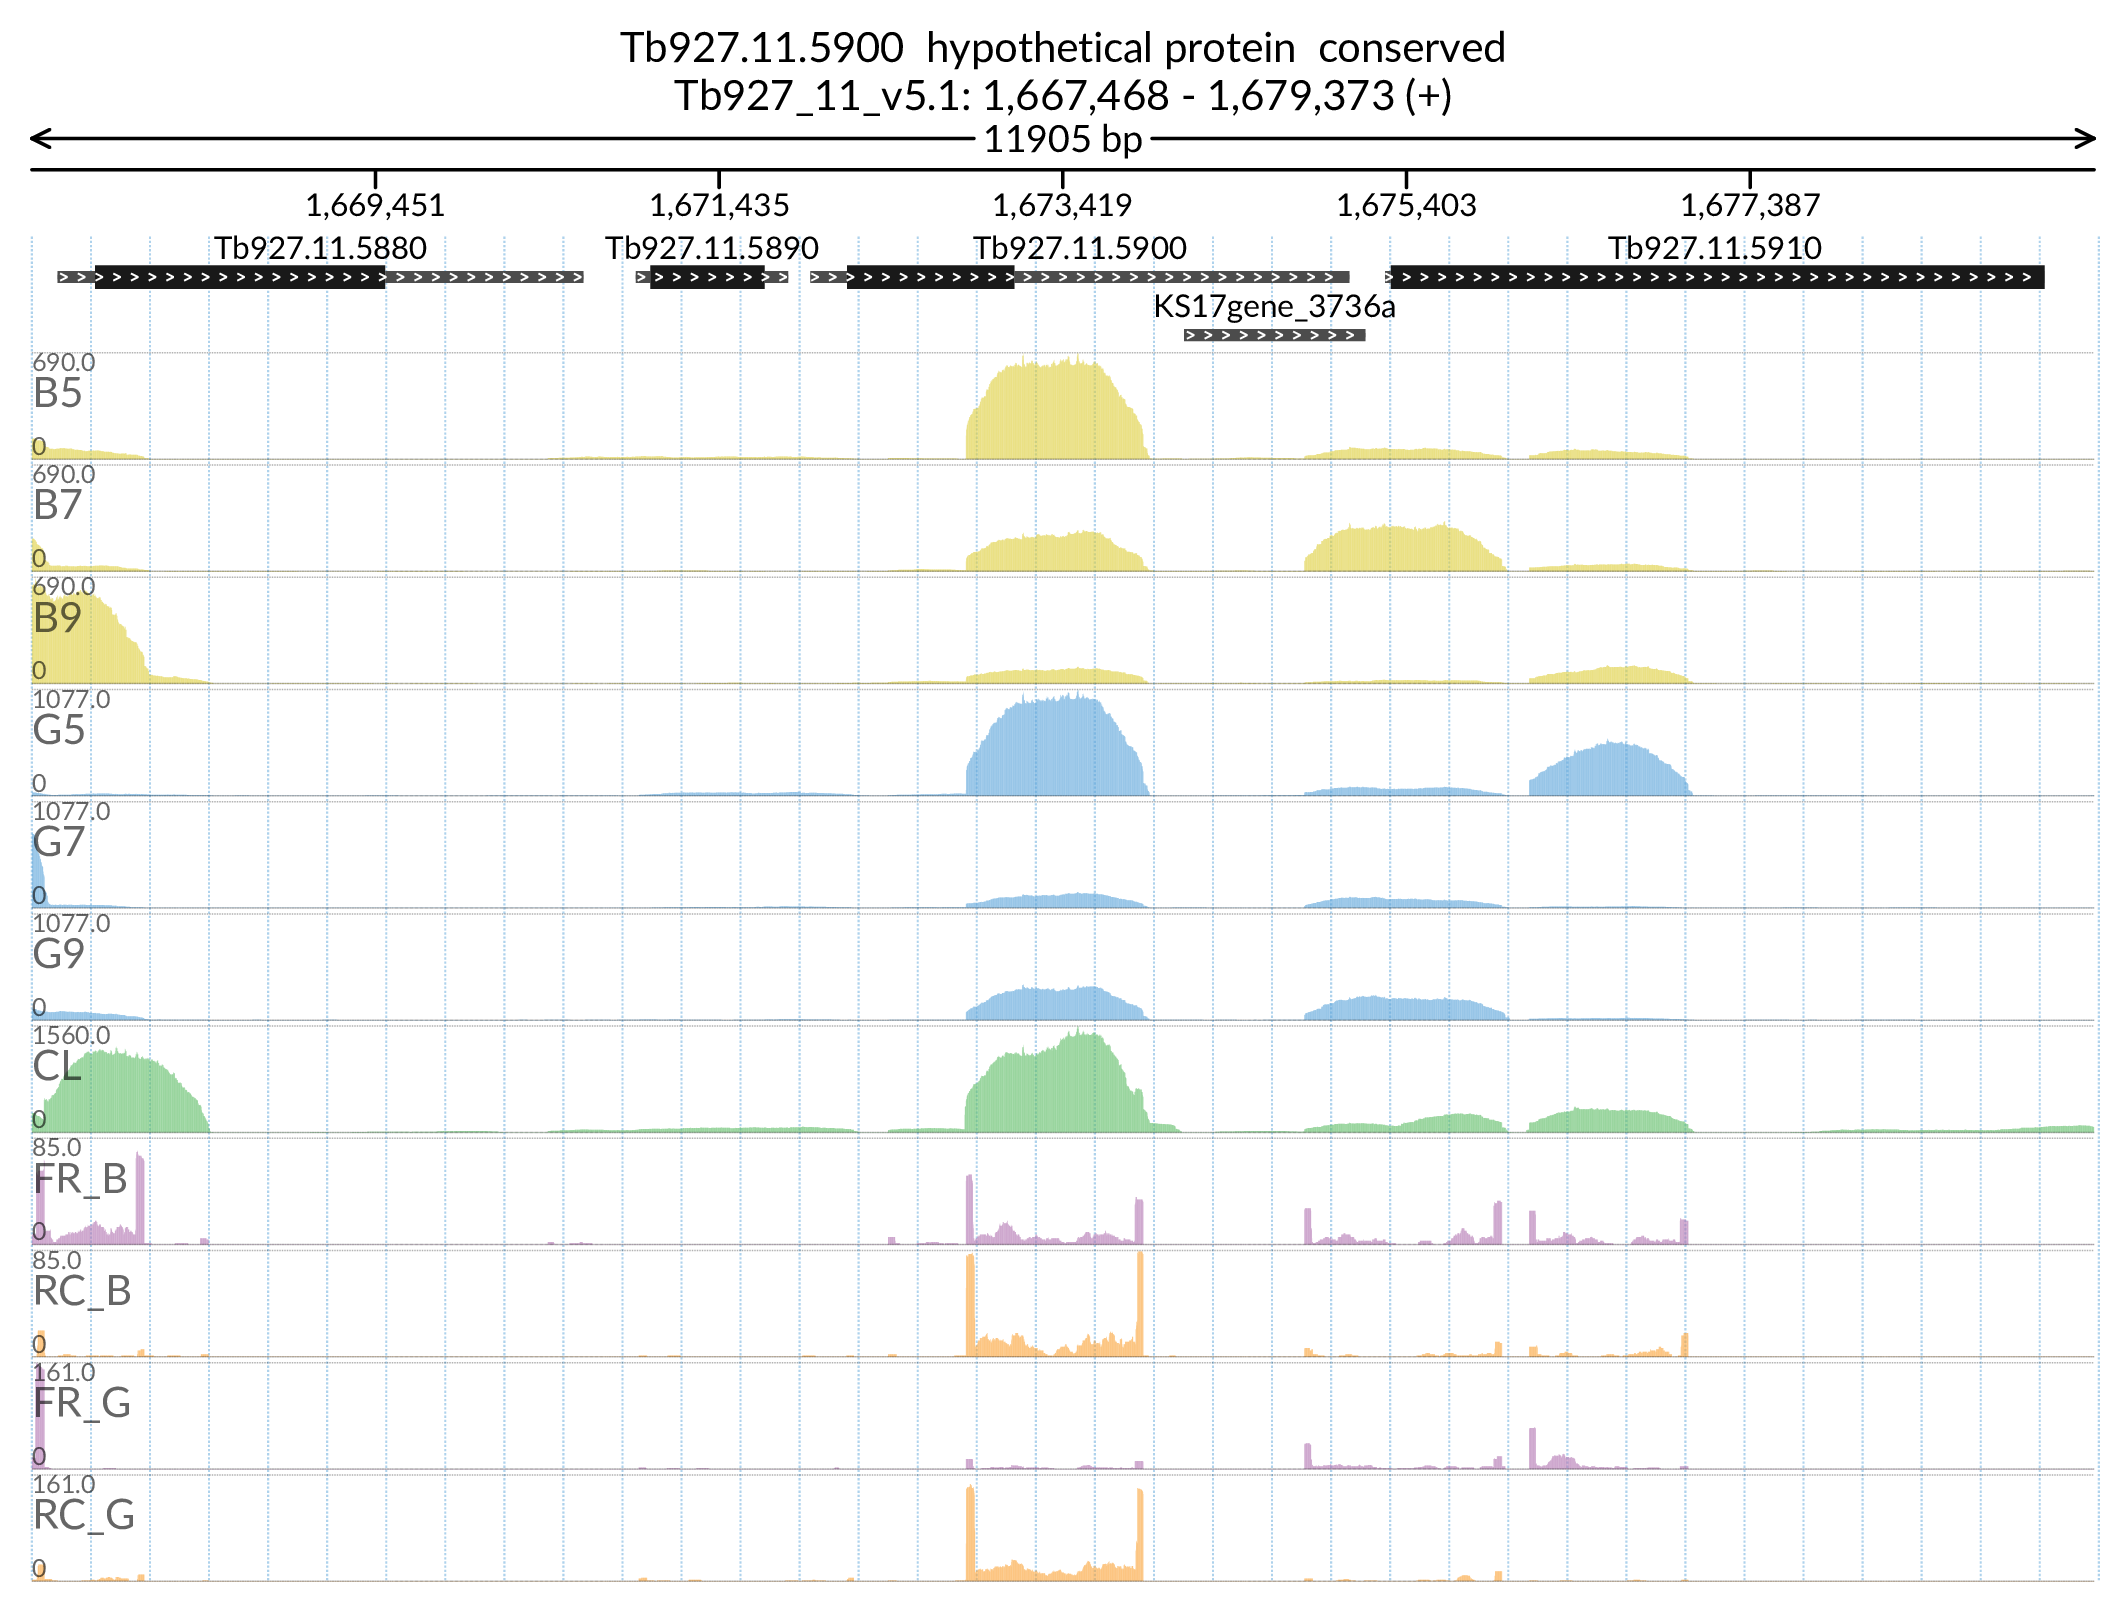 Tb927.11.5900  hypothetical protein  conserved
Tb927_11_v5.1: 1,667,468 - 1,679,373 (+)
11905 bp
1,669,451 1,671,435 1,673,419 1,675,403 1,677,387
Tb927.11.5880 Tb927.11.5890 Tb927.11.5900 Tb927.11.5910
KS17gene_3736a
690.0
B5
0
690.0
B7
0
690.0
B9
0
1077.0
G5
0
1077.0
G7
0
1077.0
G9
0
1560.0
CL
0
85.0
FR_B
0
85.0
RC_B
0
161.0
FR_G
0
161.0
RC_G
0